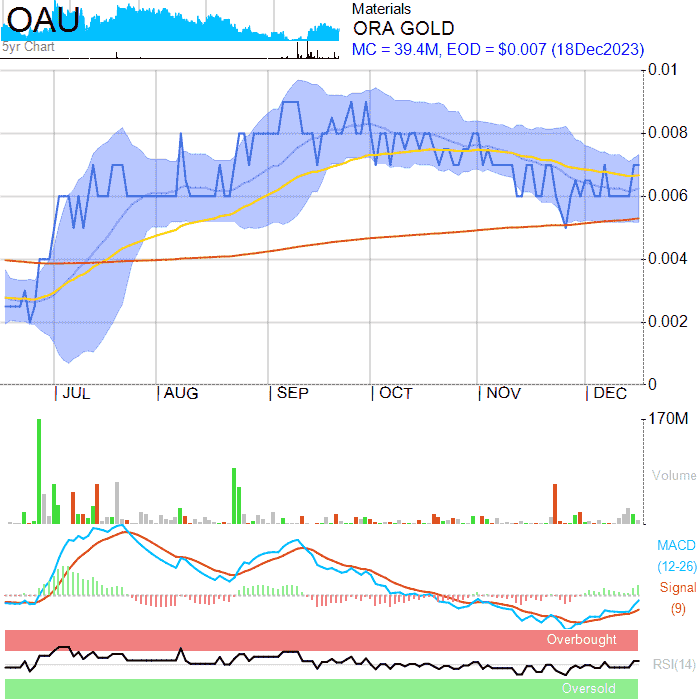 OAU
5yr Chart
Materials
ORA GOLD
MC = 39.4M, EOD = $0.007 (18Dec2023)
0.01
0.008
0.006
0.004
0.002
0
JUL AUG SEP OCT NOV DEC
170M
Volume
MACD
(12-26)
Signal
(9)
Overbought
RSI(14)
Oversold